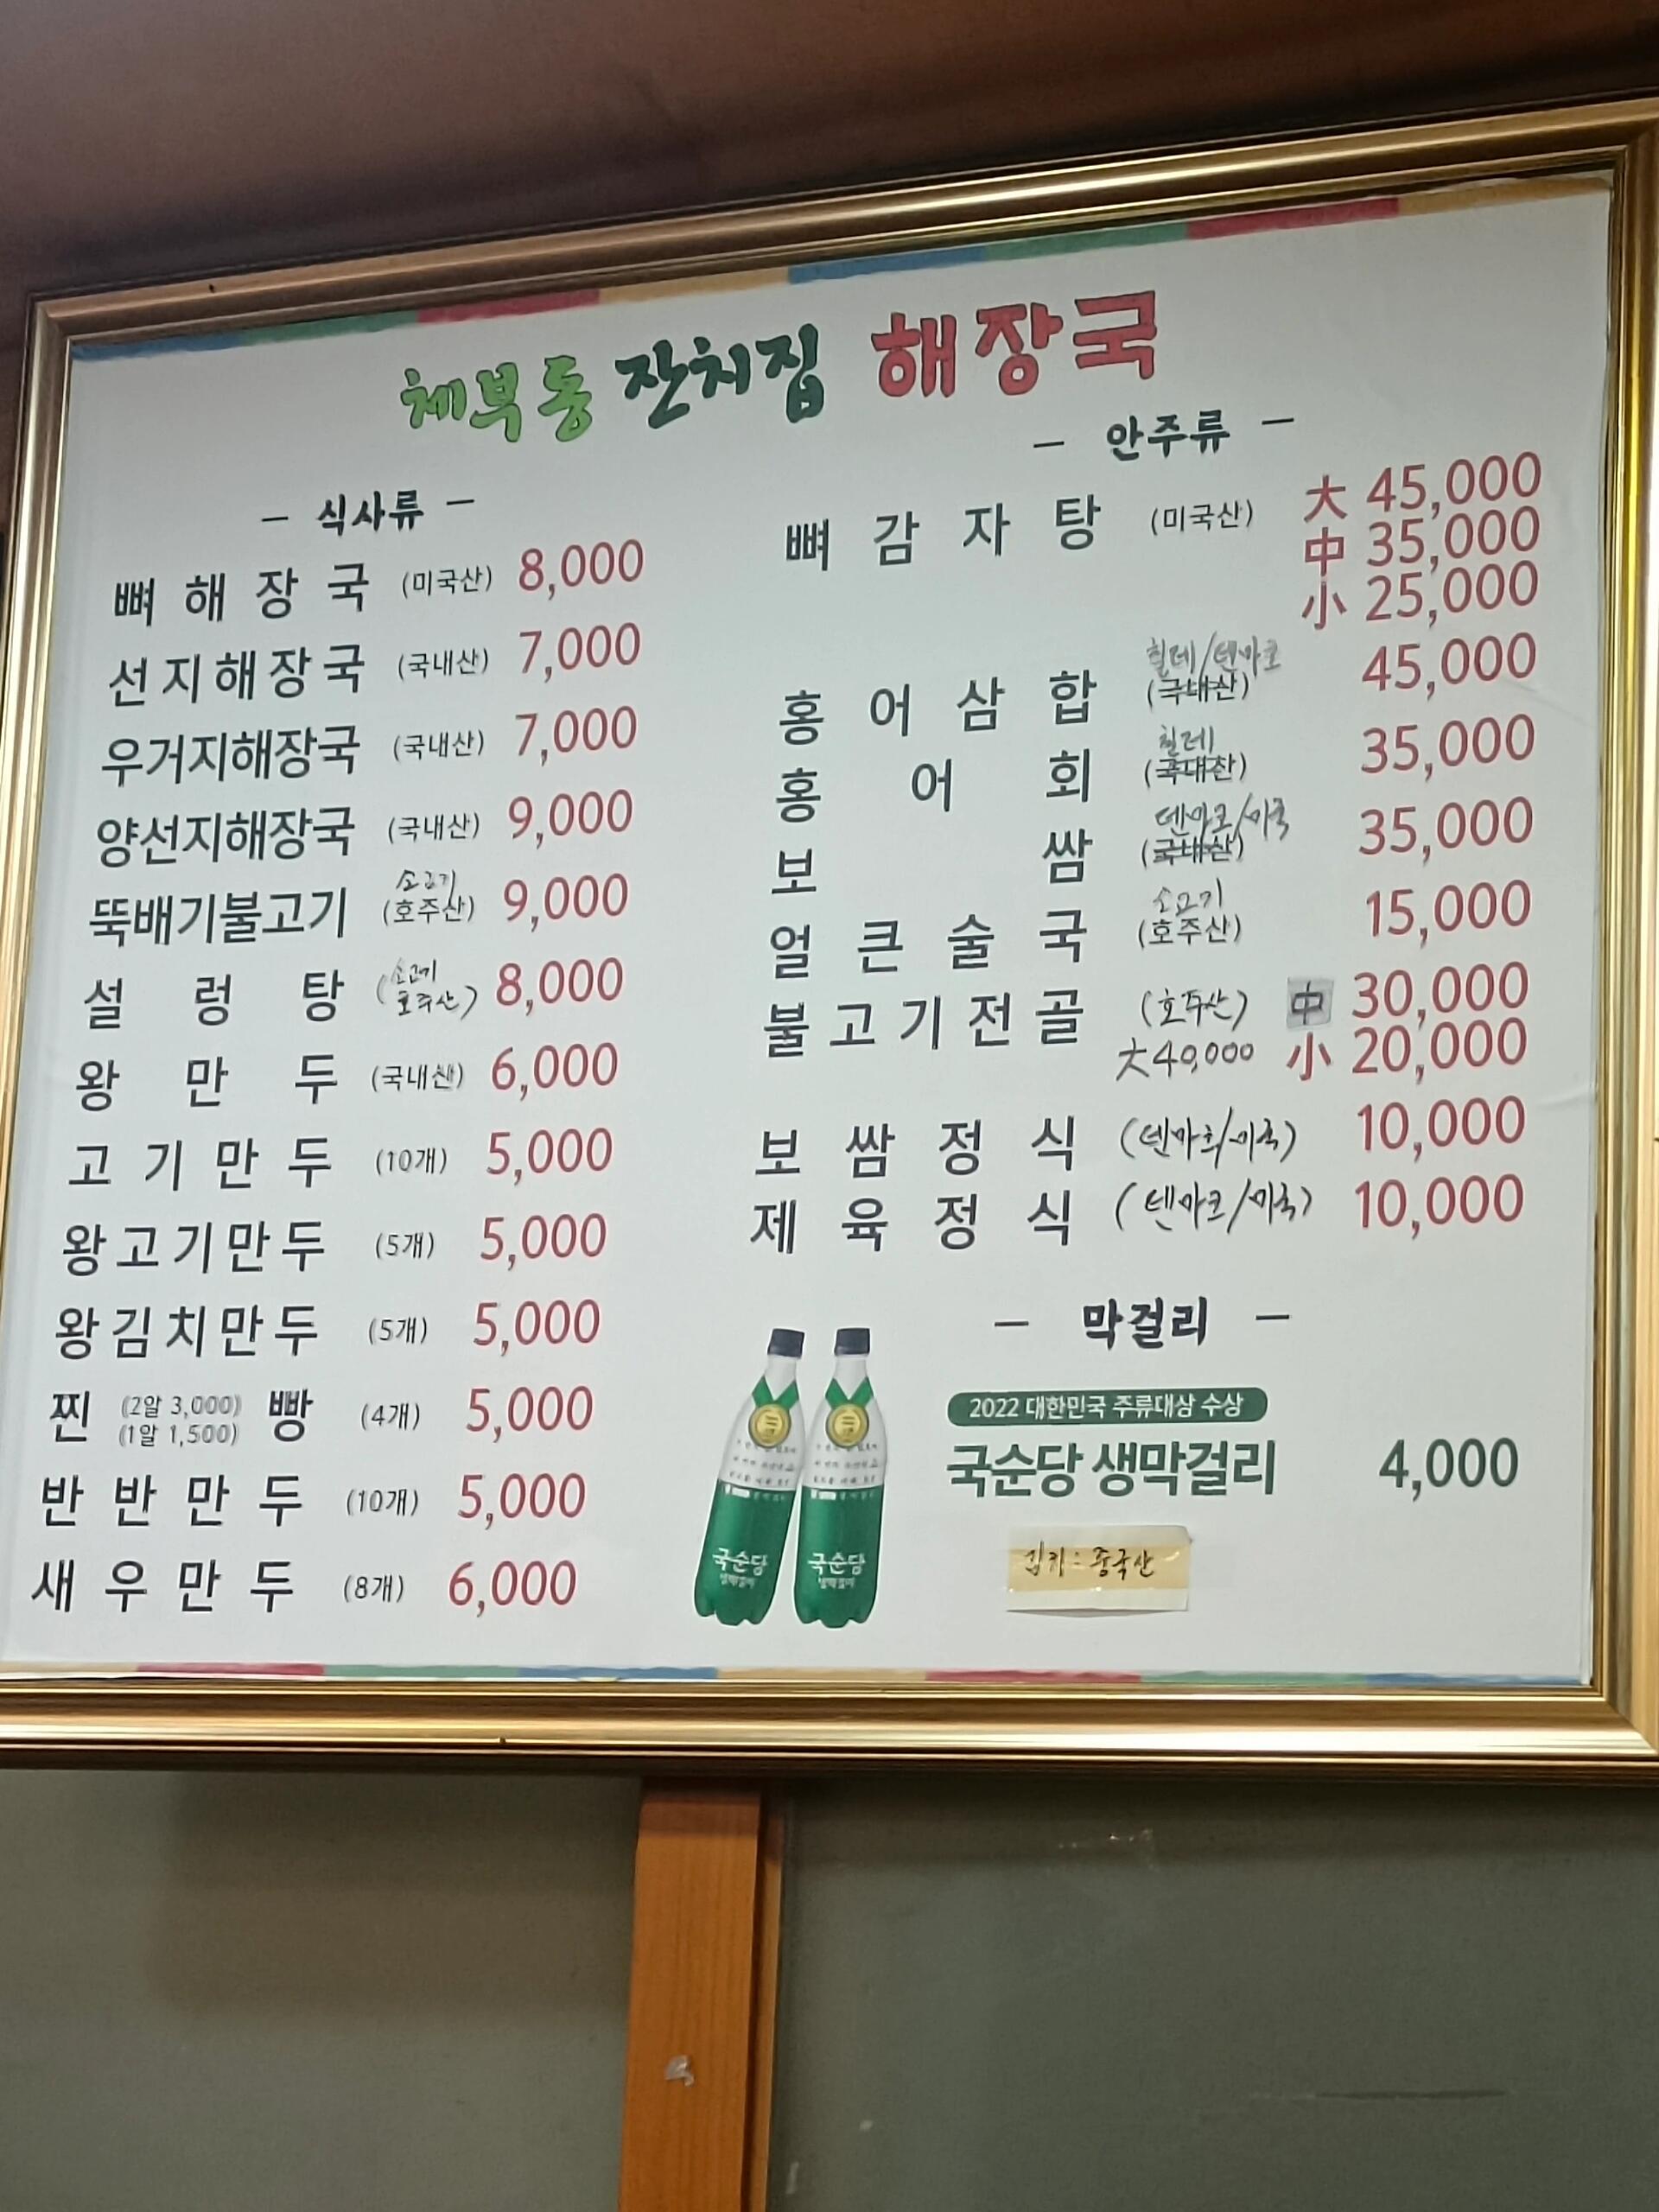 체부동 잔치집 해장국
- 식사류 -
뼈해장국 (미국산) 8,000
선지해장국 (국내산) 7,000
우거지해장국 (국내산) 7,000
양선지해장국 (국내산) 9,000
뚝배기불고기 소고기 (호주산) 9,000
설렁탕 (소고기 호주산) 8,000
왕만두 (국내산) 6,000
고기만두 (10개) 5,000
왕고기만두 (5개) 5,000
왕김치만두 (5개) 5,000
찐 (2알 3,000) (1알 1,500) 빵 (4개) 5,000
반반만두 (10개) 5,000
새우만두 (8개) 6,000
- 안주류 -
뼈감자탕 (미국산) 大 45,000
中 35,000
小 25,000
홍어삼합 칠레/덴마크 (국내산) 45,000
홍어회 칠레 (국내산) 35,000
보쌈 덴마크/미국 (국내산) 35,000
얼큰술국 소고기 (호주산) 15,000
불고기전골 (호주산) 中 30,000
大 40,000 小 20,000
보쌈정식 (덴마크/미국) 10,000
제육정식 (덴마크/미국) 10,000
- 막걸리 -
2022 대한민국 주류대상 수상
국순당 생막걸리 4,000
국순당
국순당
김치: 중국산